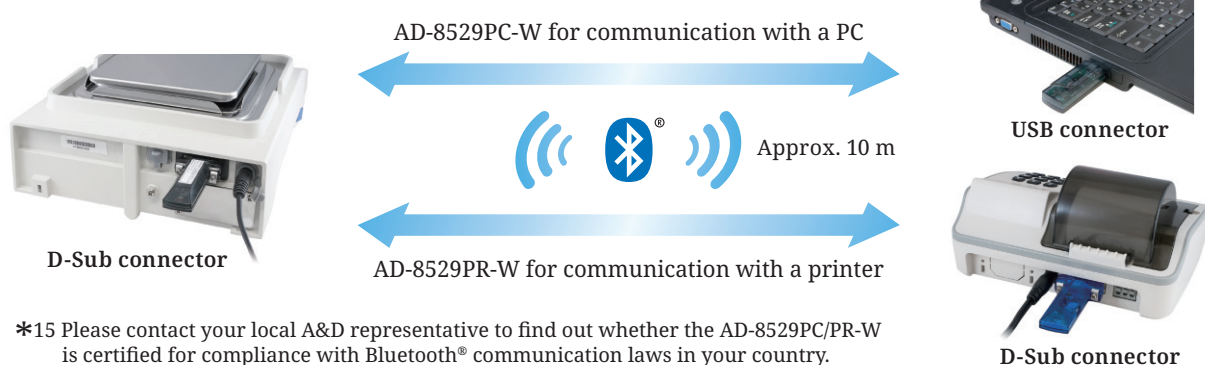 AD-8529PC-W for communication with a PC
USB connector
®
Approx. 10 m
D-Sub connector
AD-8529PR-W for communication with a printer
*15 Please contact your local A&D representative to find out whether the AD-8529PC/PR-W
is certified for compliance with Bluetooth® communication laws in your country.
D-Sub connector